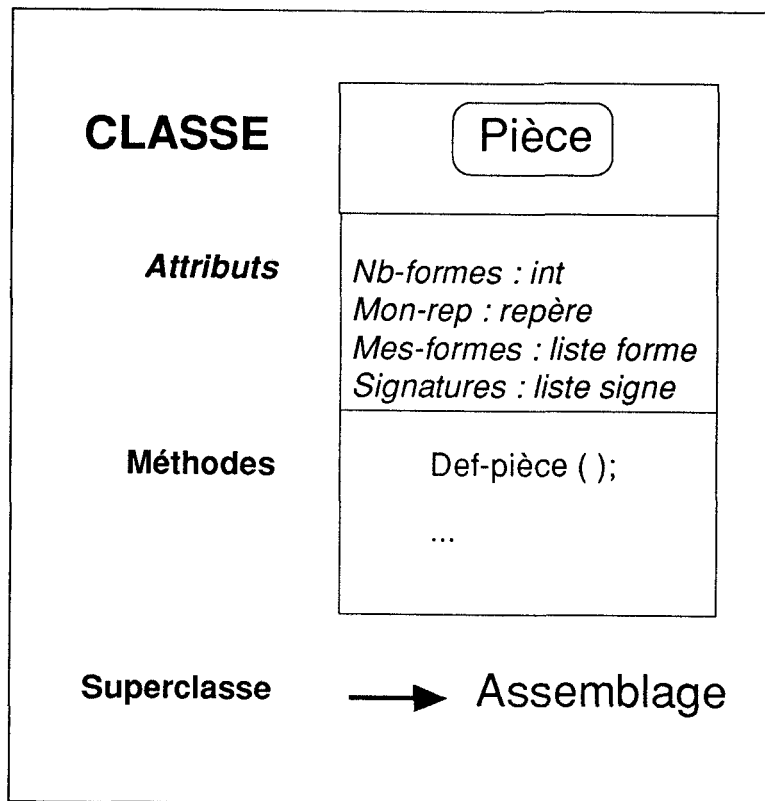 CLASSE Pièce
Attributs Nb-formes : int
Mon-rep : repère
Mes-formes : liste forme
Signatures : liste signe
Méthodes Def-pièce ( );
...
Superclasse Assemblage